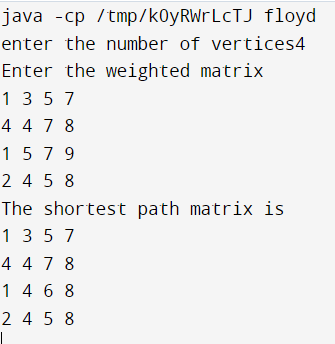 java -cp /tmp/kOyRWrLcTJ floyd
enter the number of vertices4
Enter the weighted matrix
1 3 5 7
4 4 7 8
1 5 7 9
2 4 5 8
The shortest path matrix is
1 3 5 7
4 4 7 8
1 4 6 8
2 4 5 8